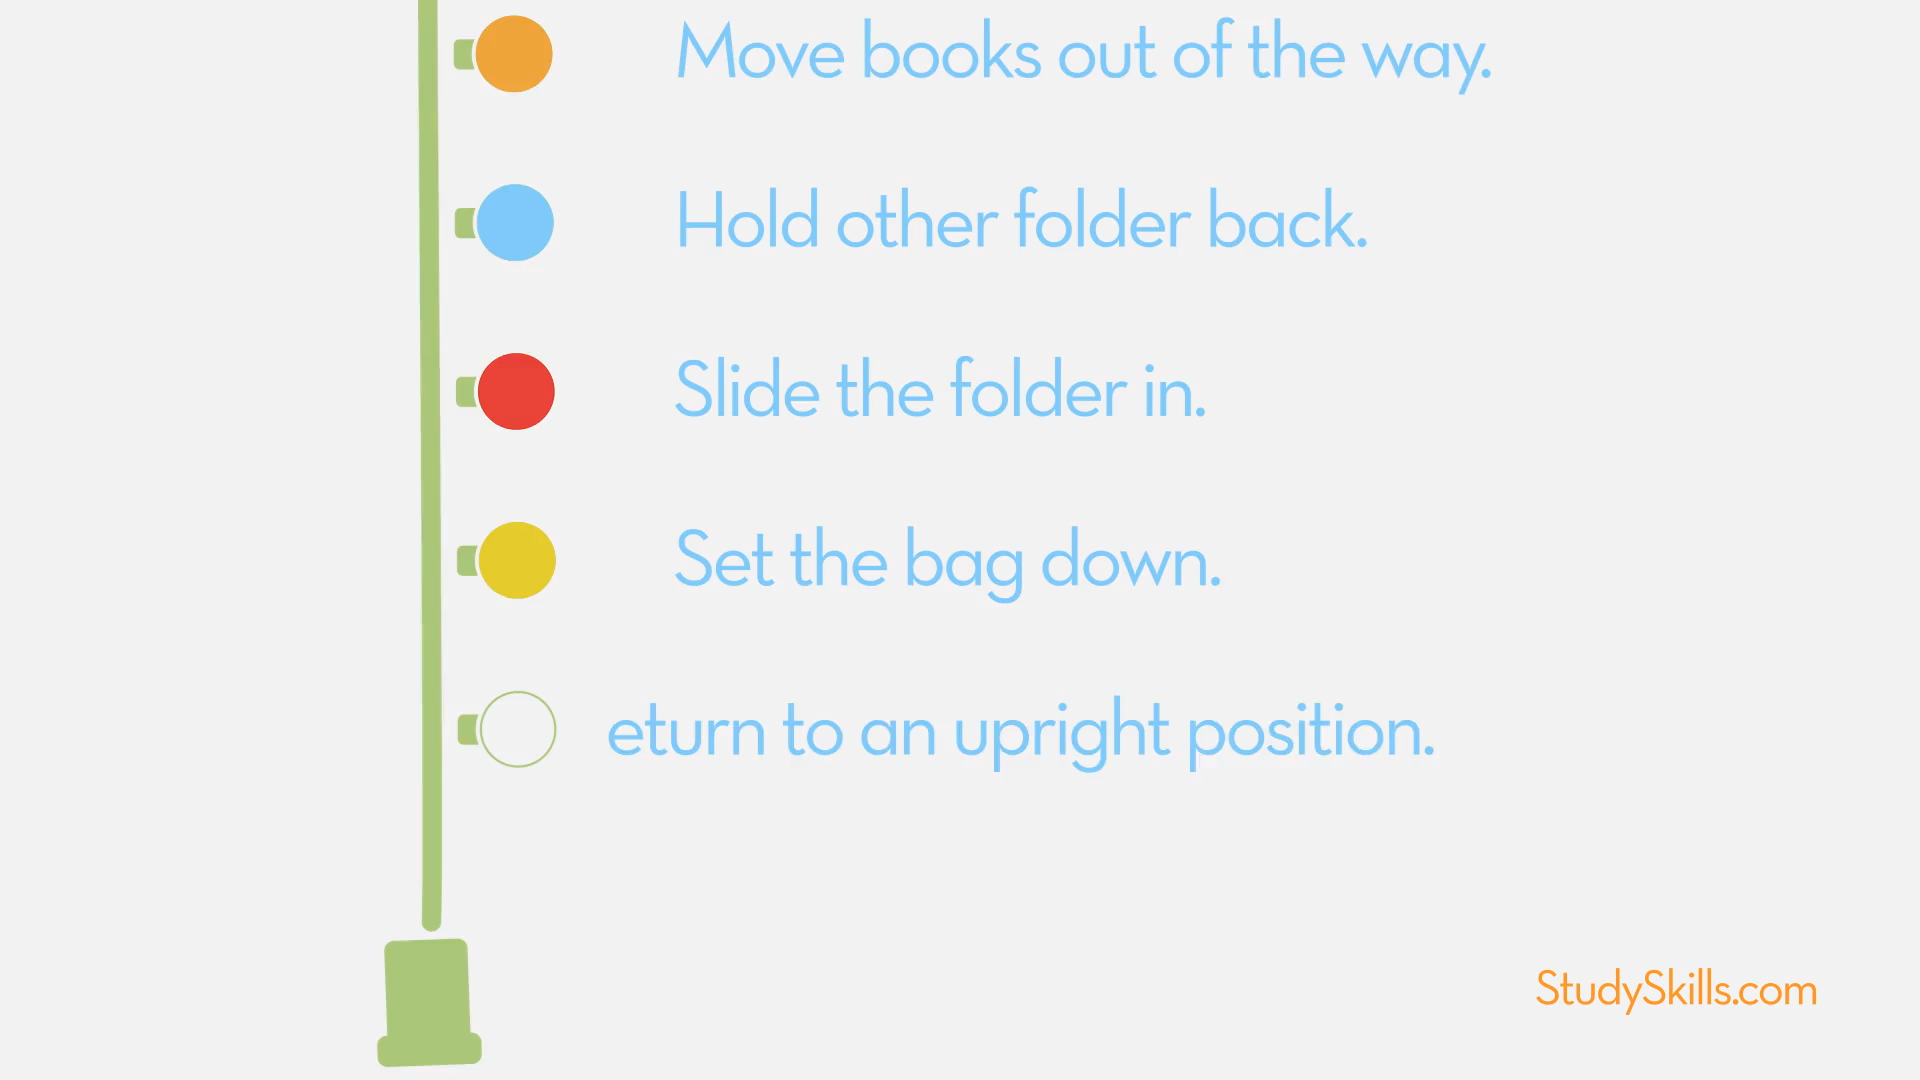 Move books out of the way.
Hold other folder back.
Slide the folder in.
Set the bag down.
eturn to an upright position.
StudySkills.com